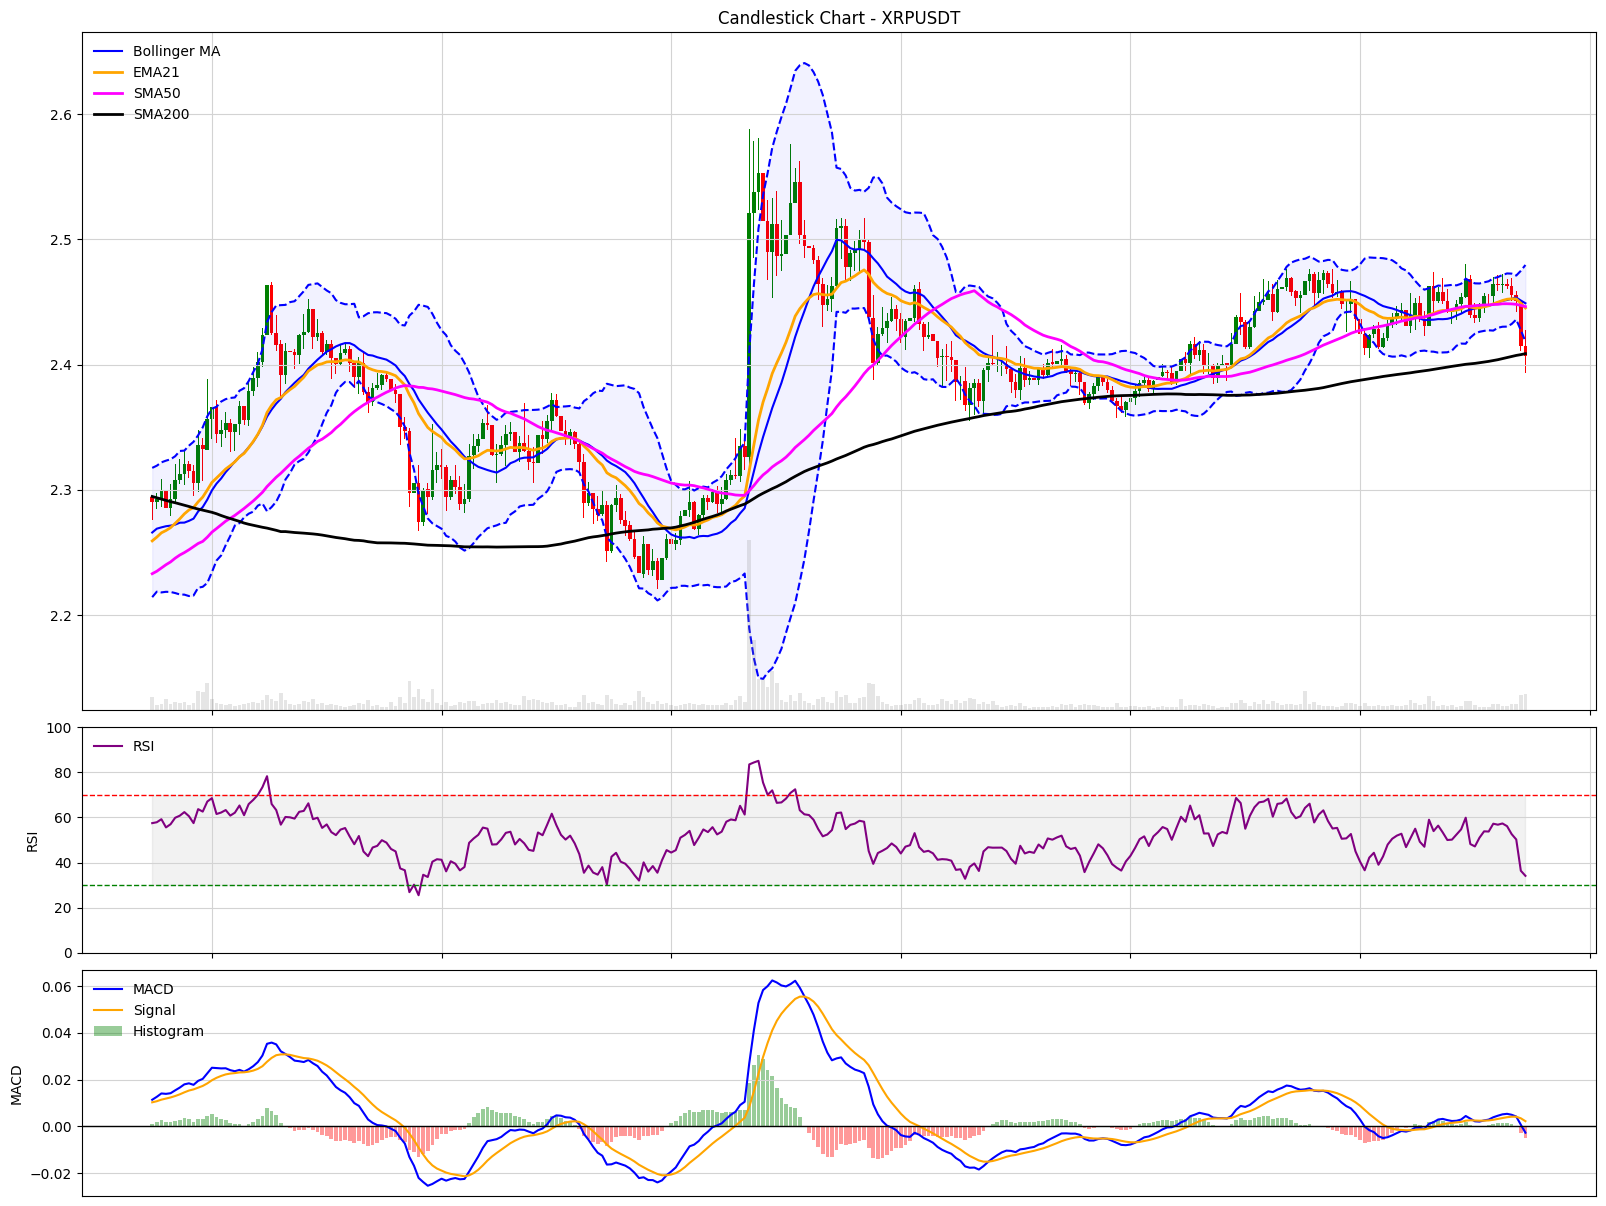 Candlestick Chart - XRPUSDT
Bollinger MA
EMA21
SMA50
SMA200
2.6
2.5
2.4
2.3
2.2
RSI
100
80
60
40
20
0
RSI
MACD
Signal
Histogram
0.06
0.04
0.02
0.00
−0.02
MACD